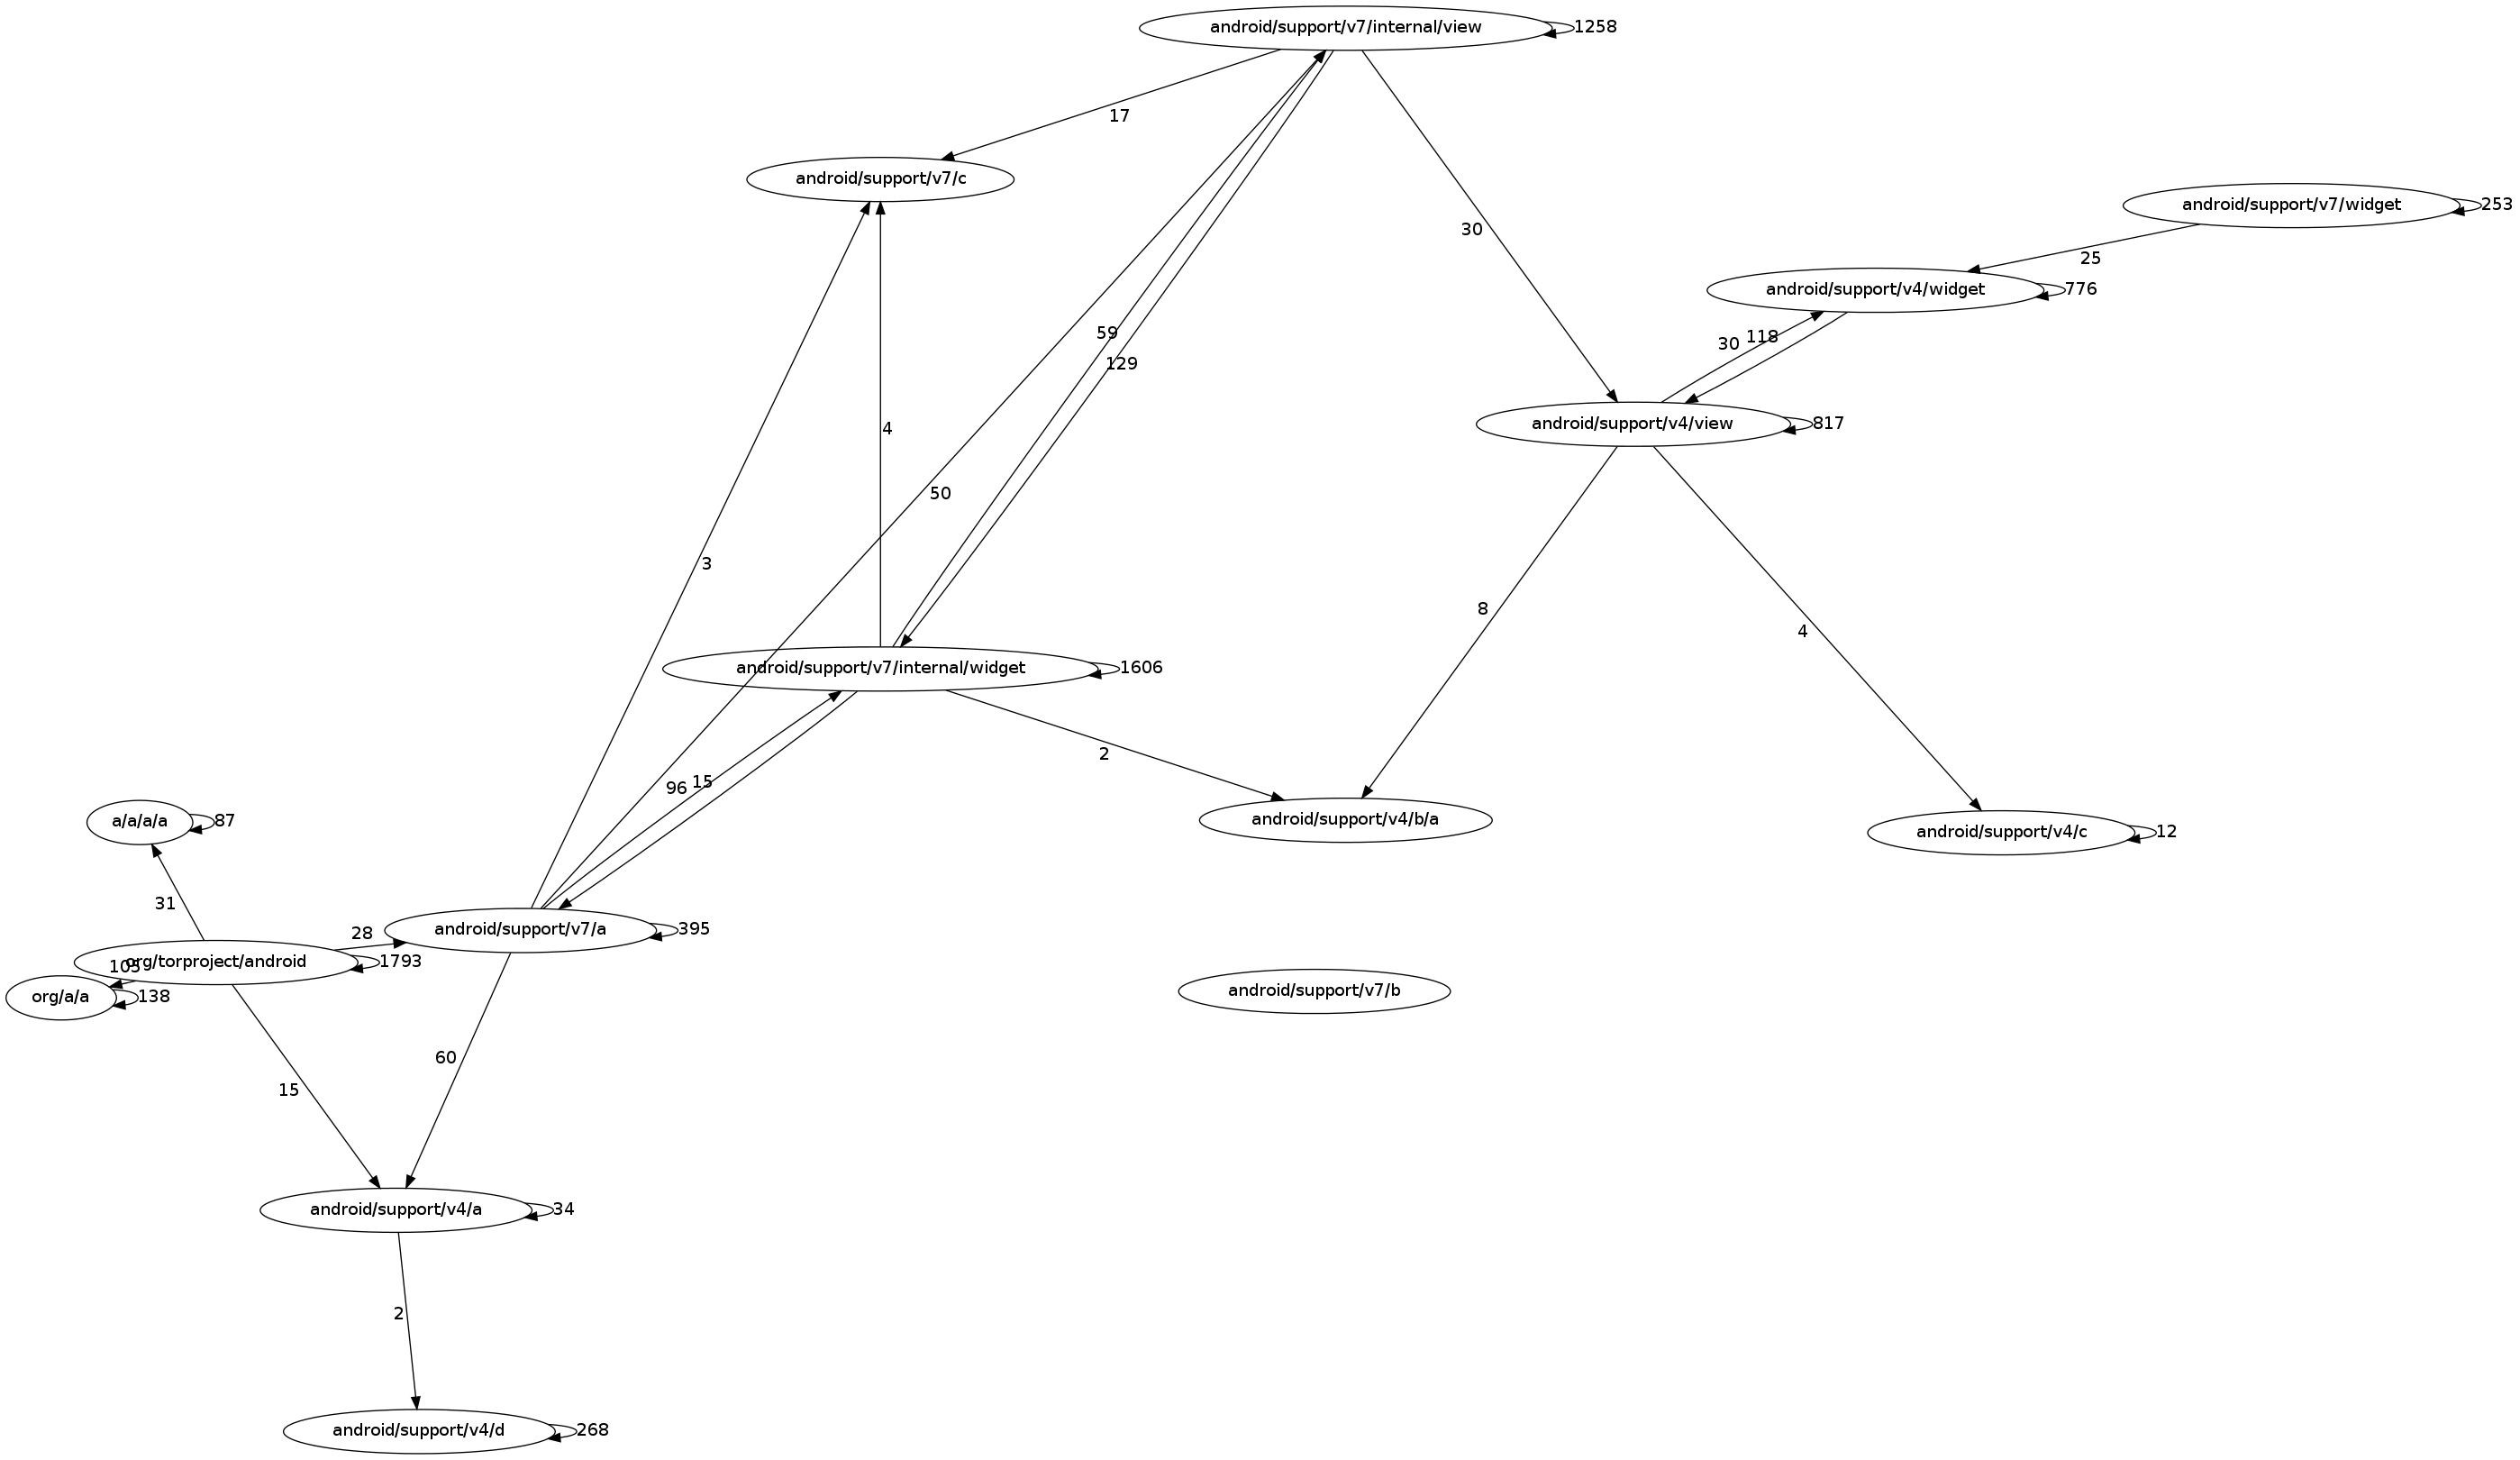 android/support/v7/internal/view
1258
17
android/support/v7/c
android/support/v7/widget
253
30
25
android/support/v4/widget
776
59
118
30
129
android/support/v4/view
817
4
50
3
8
4
android/support/v7/internal/widget
1606
2
15
96
a/a/a/a
87
android/support/v4/b/a
android/support/v4/c
12
31
28
android/support/v7/a
395
org/torproject/android
1793
105
org/a/a
138
android/support/v7/b
60
15
android/support/v4/a
34
2
android/support/v4/d
268